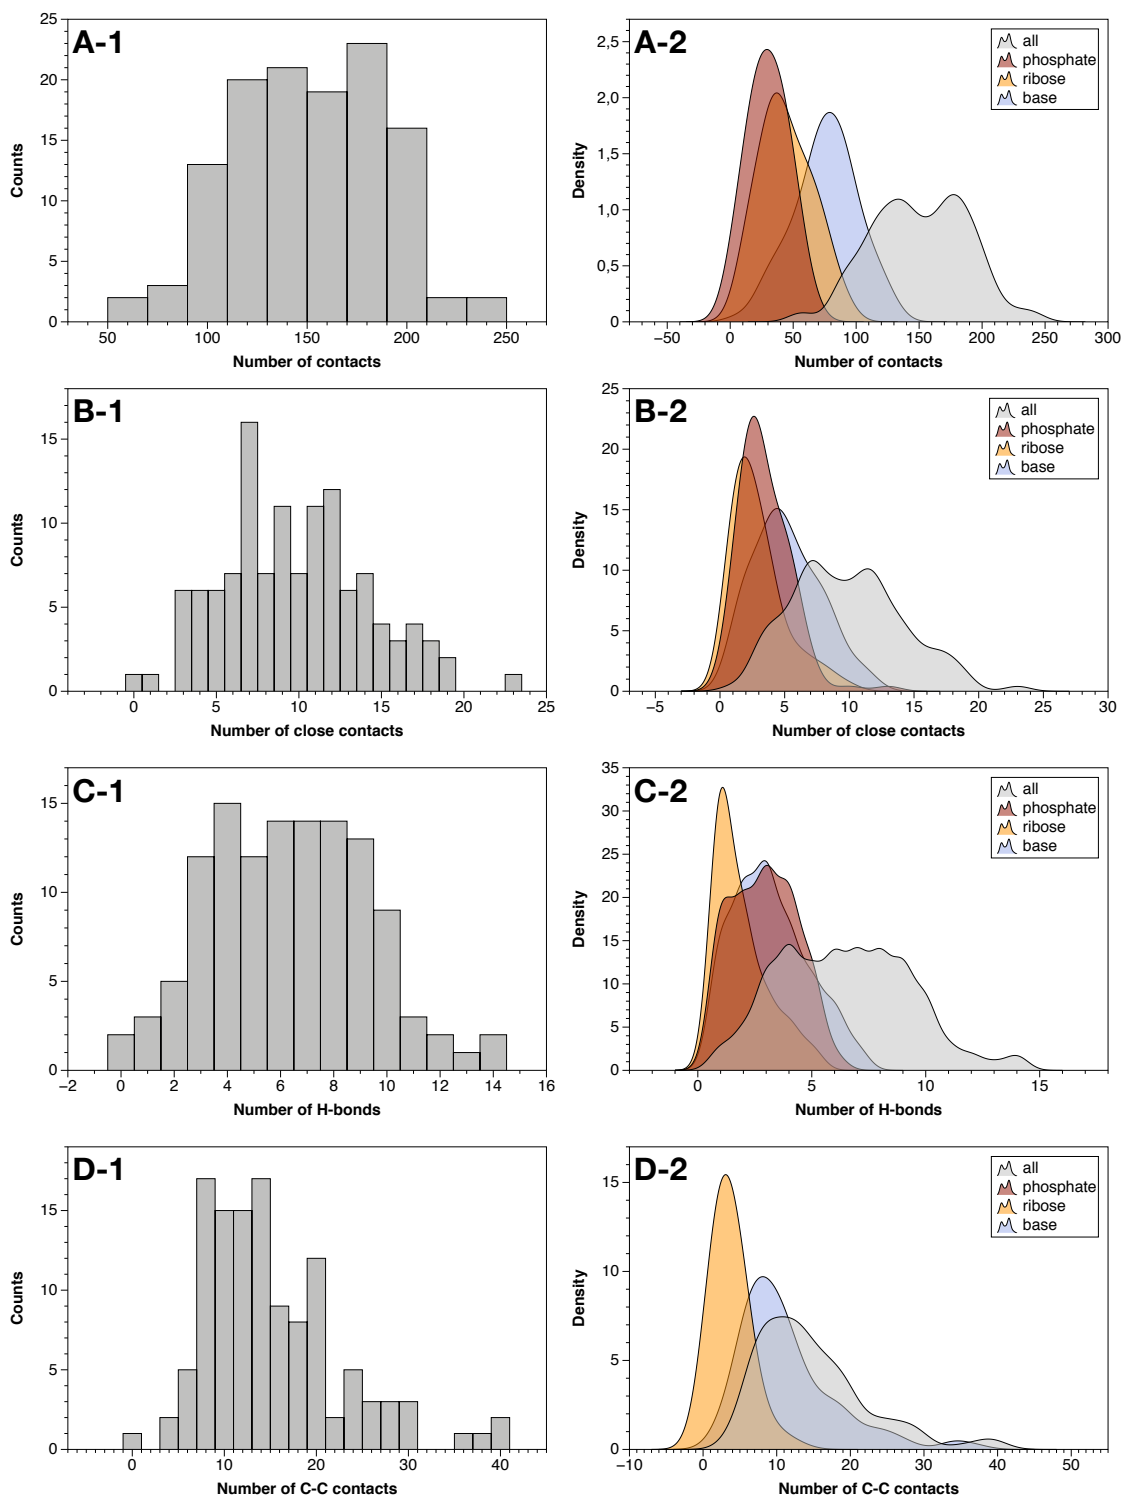 A-1
25
20
15
10
5
0
Counts
50
100
150
200
250
Number of contacts
A-2
all
phosphate
ribose
base
2,5
2,0
1,5
1,0
0,5
0
Density
−50
0
50
100
150
200
250
300
Number of contacts
B-1
15
10
5
0
Counts
0
5
10
15
20
25
Number of close contacts
B-2
all
phosphate
ribose
base
25
20
15
10
5
0
Density
−5
0
5
10
15
20
25
30
Number of close contacts
C-1
15
10
5
0
Counts
−2
0
2
4
6
8
10
12
14
16
Number of H-bonds
C-2
all
phosphate
ribose
base
35
30
25
20
15
10
5
0
Density
0
5
10
15
Number of H-bonds
D-1
15
10
5
0
Counts
0
10
20
30
40
Number of C-C contacts
D-2
all
phosphate
ribose
base
15
10
5
0
Density
−10
0
10
20
30
40
50
Number of C-C contacts